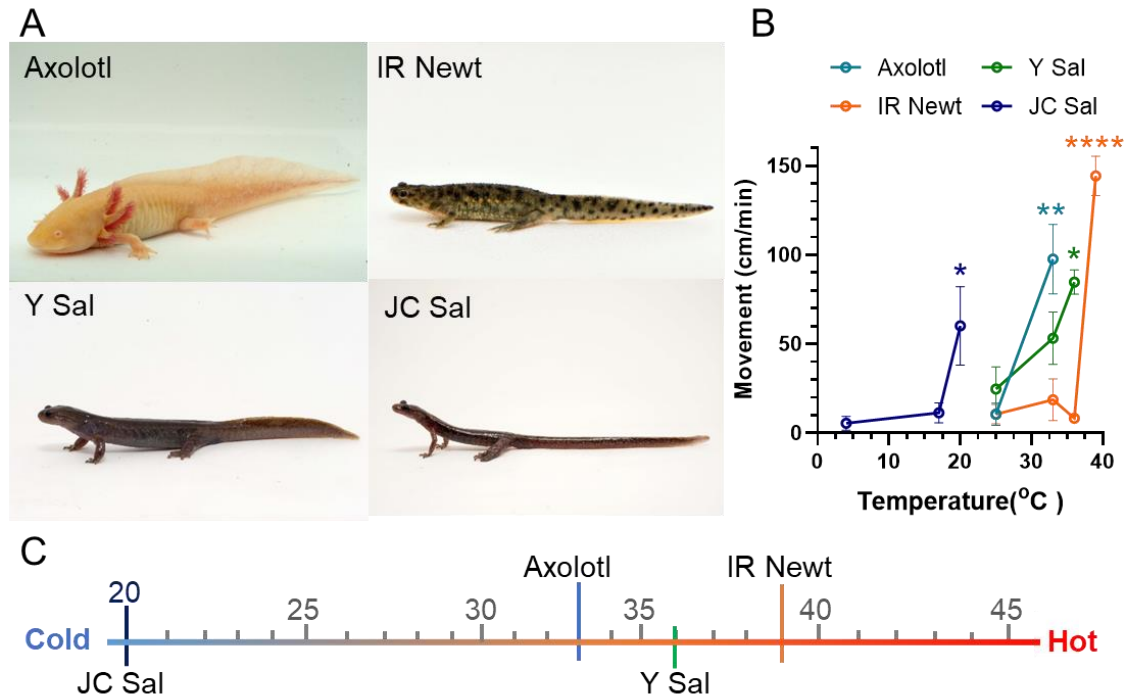 A
Axolotl
IR Newt
Y Sal
JC Sal
B
Axolotl
Y Sal
IR Newt
JC Sal
****
**
*
*
150
100
50
0
Movement (cm/min)
0
10
20
30
40
Temperature(°C )
C
Axolotl
IR Newt
20
25
30
35
40
45
Cold
Hot
JC Sal
Y Sal